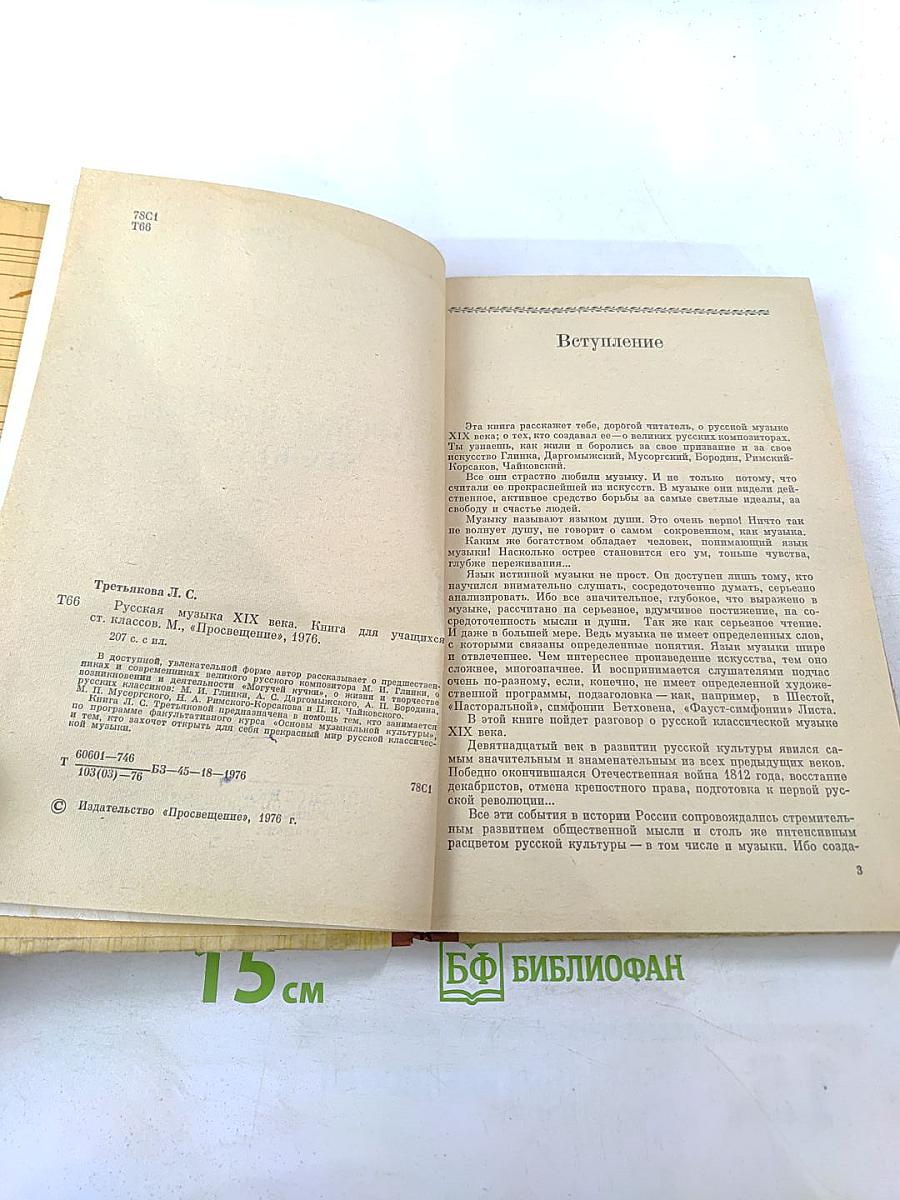 78С1
Т66
Третьякова Л. С.
Т66 Русская музыка XIX века. Книга для учащихся
ст. классов. М., «Просвещение», 1976.
207 с. с ил.
В доступной, увлекательной форме автор рассказывает о предшествен-
никах и современниках великого русского композитора М. И. Глинки, о
возникновении и деятельности «Могучей кучки», о жизни и творчестве
русских классиков: М. И. Глинки, А. С. Даргомыжского, А. П. Бородина,
М. П. Мусоргского, Н. А. Римского-Корсакова и П. И. Чайковского.
Книга Л. С. Третьяковой предназначена в помощь тем, кто занимается
по программе факультативного курса «Основы музыкальной культуры»,
и тем, кто захочет открыть для себя прекрасный мир русской классичес-
кой музыки.
Т 60601—746
103(03)—76 БЗ—45—18—1976
78С1
© Издательство «Просвещение», 1976 г.
Вступление
Эта книга расскажет тебе, дорогой читатель, о русской музыке
XIX века; о тех, кто создавал ее — о великих русских композиторах.
Ты узнаешь, как жили и боролись за свое призвание и за свое
искусство Глинка, Даргомыжский, Мусоргский, Бородин, Римский-
Корсаков, Чайковский.
Все они страстно любили музыку. И не только потому, что
считали ее прекраснейшей из искусств. В музыке они видели дей-
ственное, активное средство борьбы за самые светлые идеалы, за
свободу и счастье людей.
Музыку называют языком души. Это очень верно! Ничто так
не волнует душу, не говорит о самом сокровенном, как музыка.
Каким же богатством обладает человек, понимающий язык
музыки! Насколько острее становится его ум, тоньше чувства,
глубже переживания...
Язык истинной музыки не прост. Он доступен лишь тому, кто
научился внимательно слушать, сосредоточенно думать, серьезно
анализировать. Ибо все значительное, глубокое, что выражено в
музыке, рассчитано на серьезное, вдумчивое постижение, на со-
средоточенность мысли и души. Так же как серьезное чтение.
И даже в большей мере. Ведь музыка не имеет определенных слов,
с которыми связаны определенные понятия. Язык музыки шире
и отвлеченнее. Чем интереснее произведение искусства, тем оно
сложнее, многозначнее. И воспринимается слушателями подчас
очень по-разному, если, конечно, не имеет определенной художе-
ственной программы, подзаголовка — как, например, в Шестой,
«Пасторальной», симфонии Бетховена, «Фауст-симфонии» Листа.
В этой книге пойдет разговор о русской классической музыке
XIX века.
Девятнадцатый век в развитии русской культуры явился са-
мым значительным и знаменательным из всех предыдущих веков.
Победно окончившаяся Отечественная война 1812 года, восстание
декабристов, отмена крепостного права, подготовка к первой рус-
ской революции...
Все эти события в истории России сопровождались стремитель-
ным развитием общественной мысли и столь же интенсивным
расцветом русской культуры — в том числе и музыки. Ибо созда-
3
15 см
БФ БИБЛИОФАН